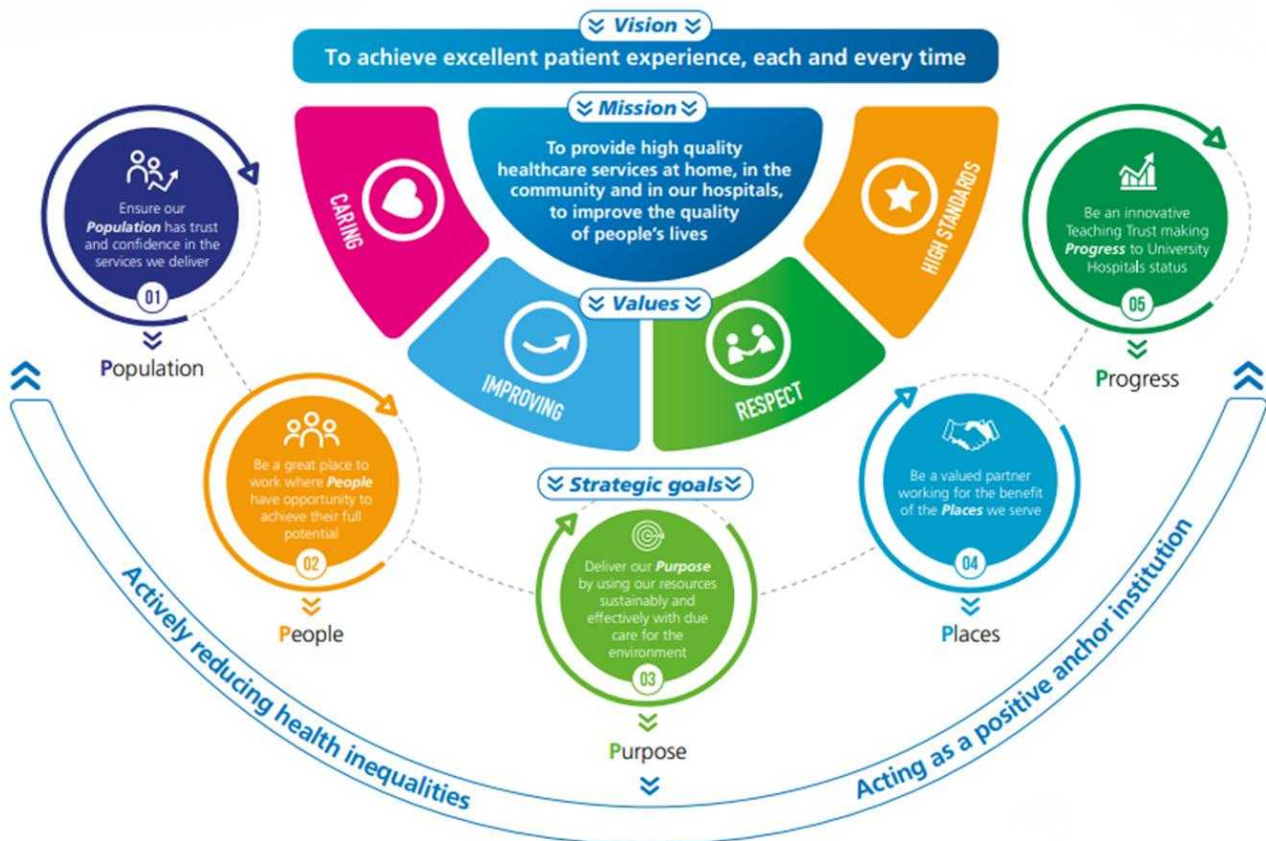 Vision
To achieve excellent patient experience, each and every time
Mission
To provide high quality
healthcare services at home, in the
community and in our hospitals,
to improve the quality
of people's lives
Values
CARING
IMPROVING
RESPECT
HIGH STANDARDS
Strategic goals
Ensure our
Population has trust
and confidence in the
services we deliver
01
Population
Be a great place to
work where People
have opportunity to
achieve their full
potential
02
People
Deliver our Purpose
by using our resources
sustainably and
effectively with due
care for the
environment
03
Purpose
Be a valued partner
working for the benefit
of the Places we serve
04
Places
Be an innovative
Teaching Trust making
Progress to University
Hospitals status
05
Progress
Actively reducing health inequalities
Acting as a positive anchor institution